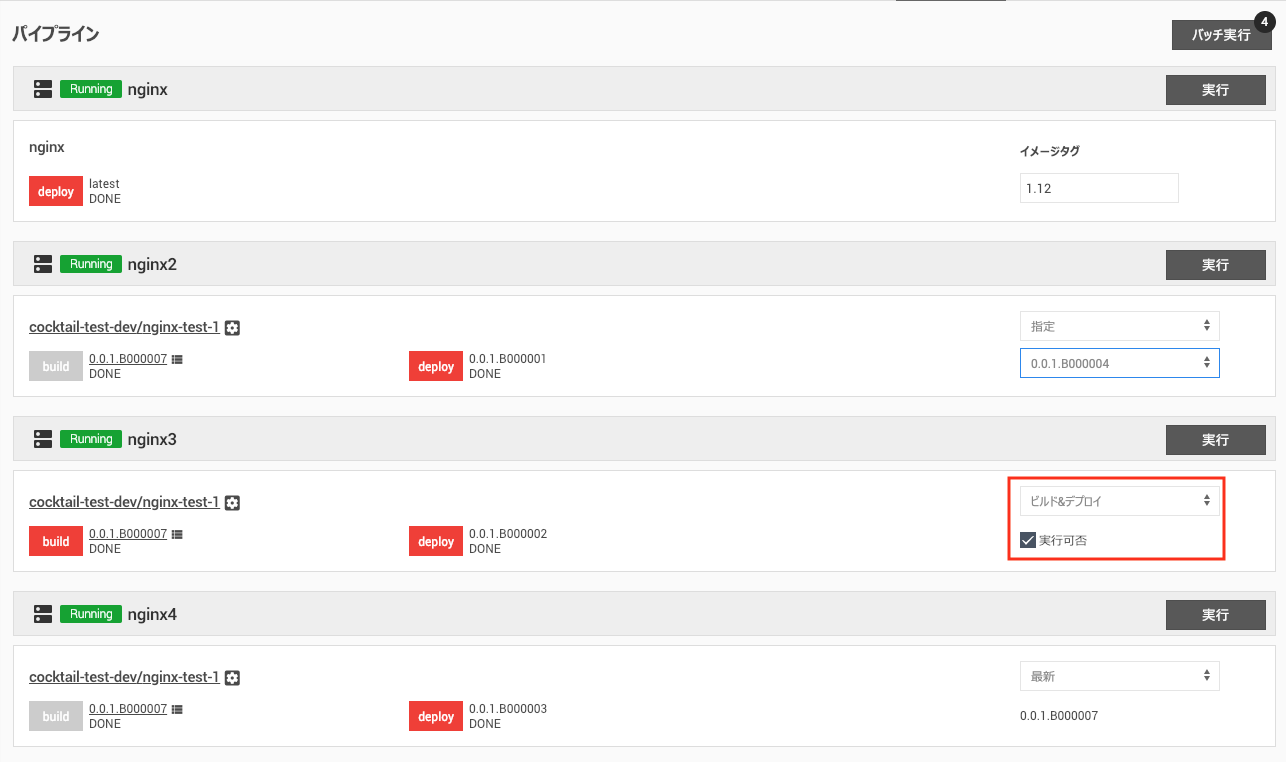 パイプライン
バッチ実行
4
Running nginx
実行
nginx
イメージタグ
deploy
latest
DONE
1.12
Running nginx2
実行
cocktail-test-dev/nginx-test-1
指定
build
0.0.1.B000007
DONE
deploy
0.0.1.B000001
DONE
0.0.1.B000004
Running nginx3
実行
cocktail-test-dev/nginx-test-1
ビルド&デプロイ
build
0.0.1.B000007
DONE
deploy
0.0.1.B000002
DONE
実行可否
Running nginx4
実行
cocktail-test-dev/nginx-test-1
最新
build
0.0.1.B000007
DONE
deploy
0.0.1.B000003
DONE
0.0.1.B000007